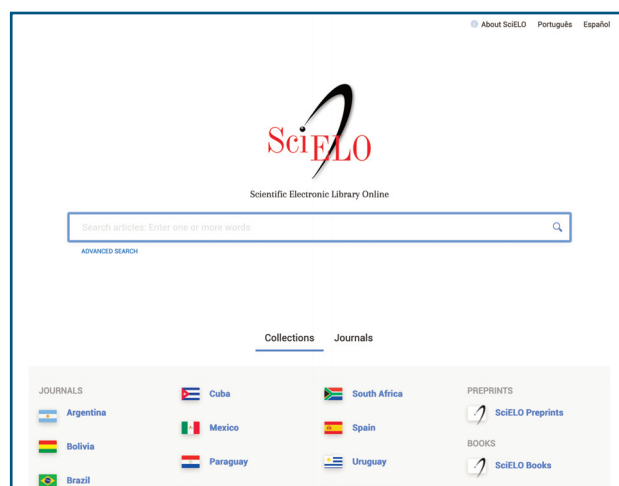 About SciELO Português Español
SciELO
Scientific Electronic Library Online
Search articles: Enter one or more words
ADVANCED SEARCH
Collections Journals
JOURNALS
Argentina
Bolivia
Brazil
Cuba
Mexico
Paraguay
South Africa
Spain
Uruguay
PREPRINTS
SciELO Preprints
BOOKS
SciELO Books